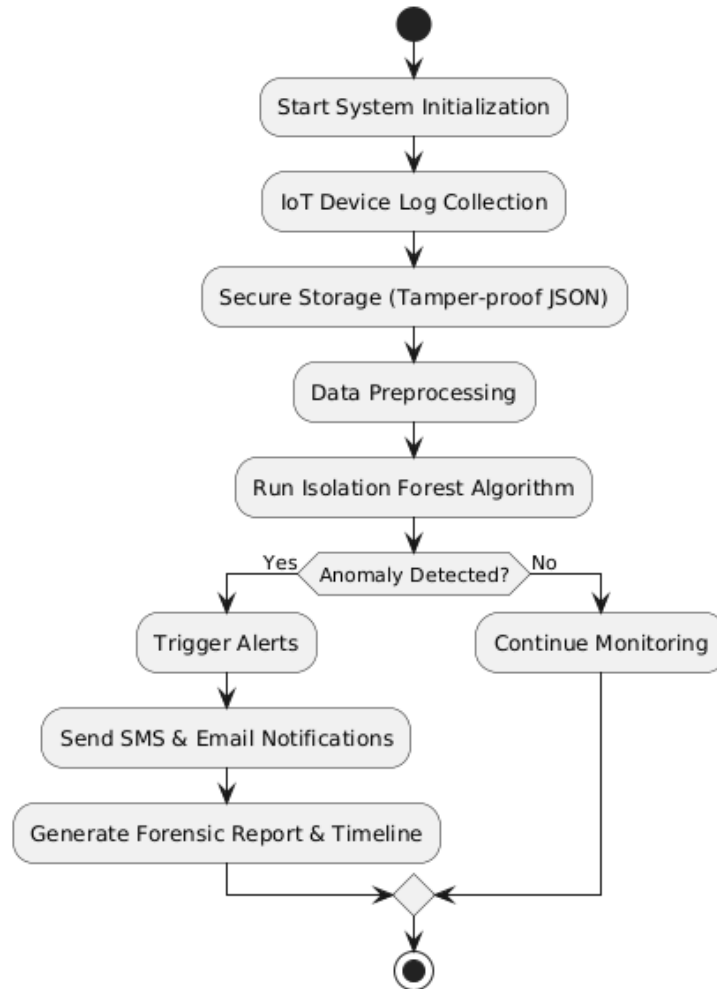 Start System Initialization
IoT Device Log Collection
Secure Storage (Tamper-proof JSON)
Data Preprocessing
Run Isolation Forest Algorithm
Anomaly Detected?
Yes
No
Trigger Alerts
Continue Monitoring
Send SMS & Email Notifications
Generate Forensic Report & Timeline